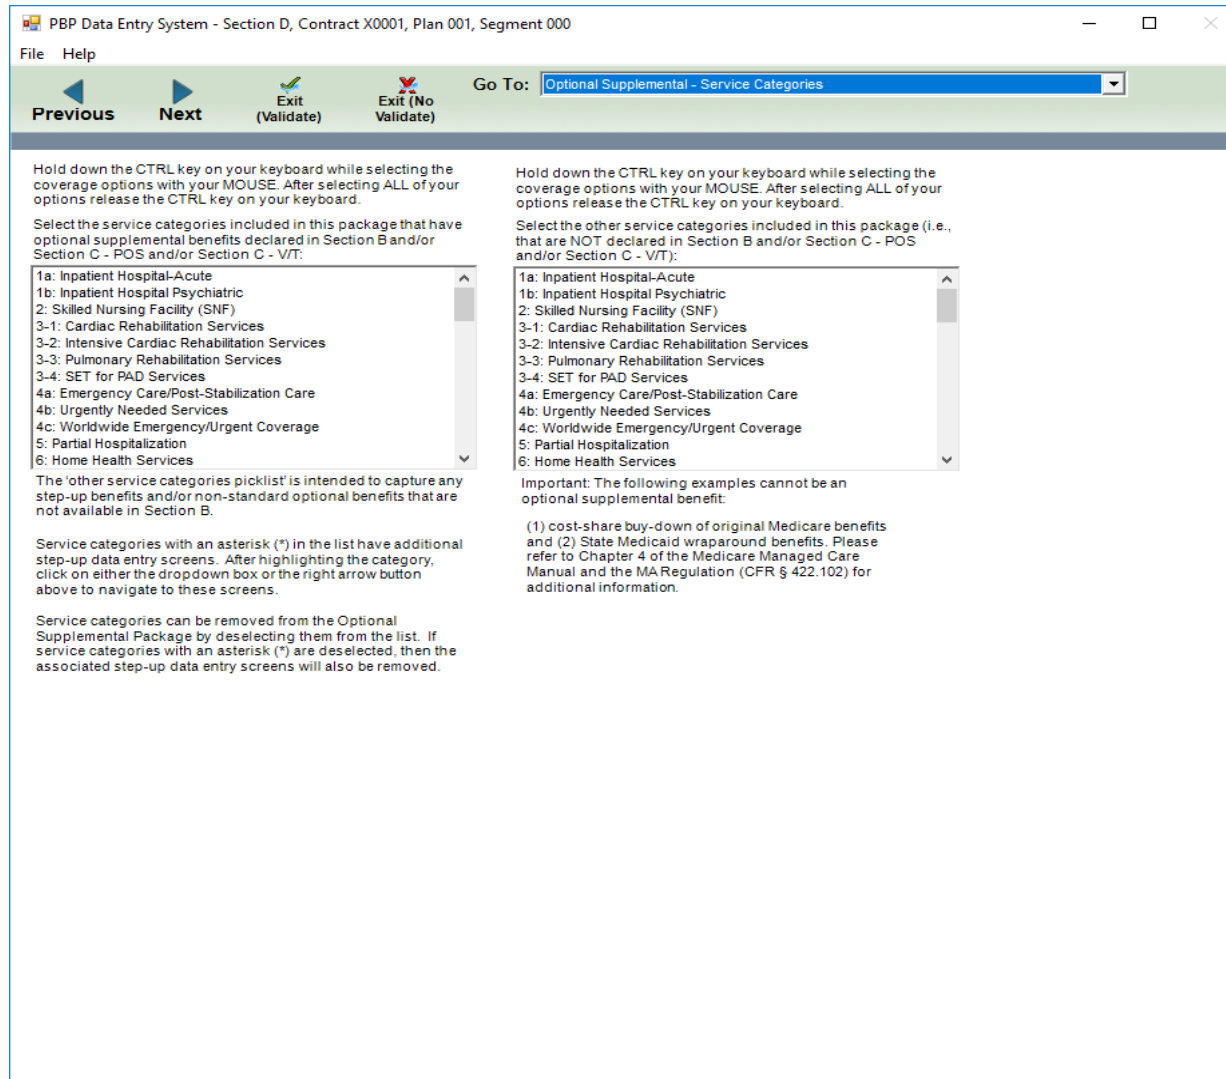 PBP Data Entry System - Section D, Contract X0001, Plan 001, Segment 000
File Help
Previous
Next
Exit
(Validate)
Exit (No
Validate)
Go To:
Optional Supplemental - Service Categories
Hold down the CTRL key on your keyboard while selecting the
coverage options with your MOUSE. After selecting ALL of your
options release the CTRL key on your keyboard.
Select the service categories included in this package that have
optional supplemental benefits declared in Section B and/or
Section C - POS and/or Section C - V/T:
1a: Inpatient Hospital-Acute
1b: Inpatient Hospital Psychiatric
2: Skilled Nursing Facility (SNF)
3-1: Cardiac Rehabilitation Services
3-2: Intensive Cardiac Rehabilitation Services
3-3: Pulmonary Rehabilitation Services
3-4: SET for PAD Services
4a: Emergency Care/Post-Stabilization Care
4b: Urgently Needed Services
4c: Worldwide Emergency/Urgent Coverage
5: Partial Hospitalization
6: Home Health Services
The 'other service categories picklist' is intended to capture any
step-up benefits and/or non-standard optional benefits that are
not available in Section B.
Service categories with an asterisk (*) in the list have additional
step-up data entry screens. After highlighting the category,
click on either the dropdown box or the right arrow button
above to navigate to these screens.
Service categories can be removed from the Optional
Supplemental Package by deselecting them from the list. If
service categories with an asterisk (*) are deselected, then the
associated step-up data entry screens will also be removed.
Hold down the CTRL key on your keyboard while selecting the
coverage options with your MOUSE. After selecting ALL of your
options release the CTRL key on your keyboard.
Select the other service categories included in this package (i.e.,
that are NOT declared in Section B and/or Section C - POS
and/or Section C - V/T):
1a: Inpatient Hospital-Acute
1b: Inpatient Hospital Psychiatric
2: Skilled Nursing Facility (SNF)
3-1: Cardiac Rehabilitation Services
3-2: Intensive Cardiac Rehabilitation Services
3-3: Pulmonary Rehabilitation Services
3-4: SET for PAD Services
4a: Emergency Care/Post-Stabilization Care
4b: Urgently Needed Services
4c: Worldwide Emergency/Urgent Coverage
5: Partial Hospitalization
6: Home Health Services
Important: The following examples cannot be an
optional supplemental benefit:
(1) cost-share buy-down of original Medicare benefits
and (2) State Medicaid wraparound benefits. Please
refer to Chapter 4 of the Medicare Managed Care
Manual and the MA Regulation (CFR § 422.102) for
additional information.